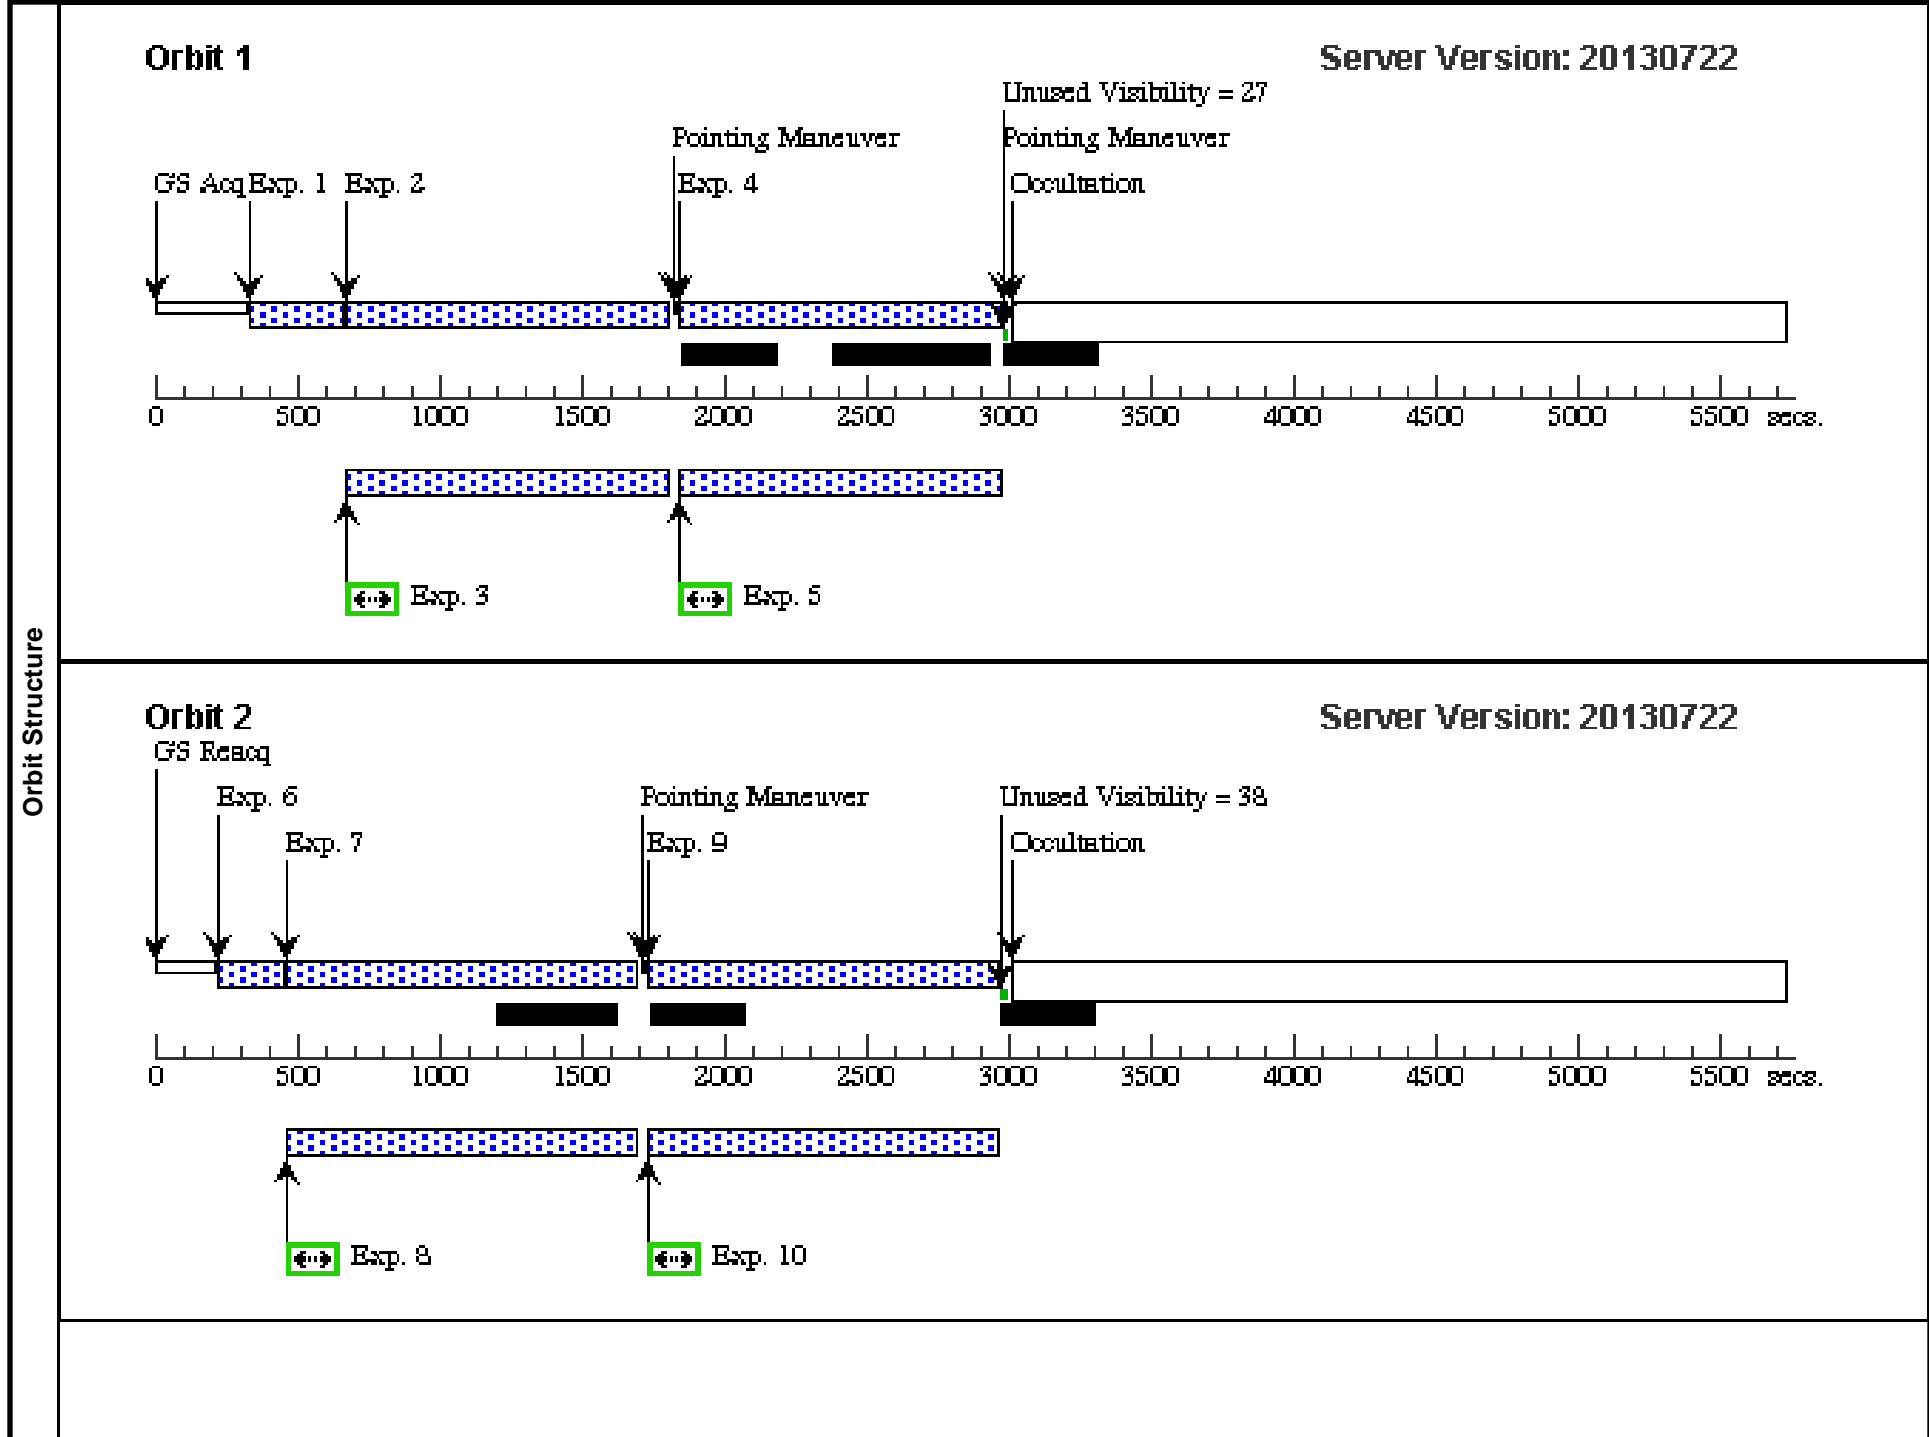 Orbit Structure
Orbit 1
Server Version: 20130722
Unused Visibility = 27
Pointing Maneuver
Pointing Maneuver
GS Acq
Exp. 1
Exp. 2
Exp. 4
Occultation
0 500 1000 1500 2000 2500 3000 3500 4000 4500 5000 5500 secs.
Exp. 3
Exp. 5
Orbit 2
Server Version: 20130722
GS Reacq
Exp. 6
Pointing Maneuver
Unused Visibility = 38
Exp. 7
Exp. 9
Occultation
0 500 1000 1500 2000 2500 3000 3500 4000 4500 5000 5500 secs.
Exp. 8
Exp. 10